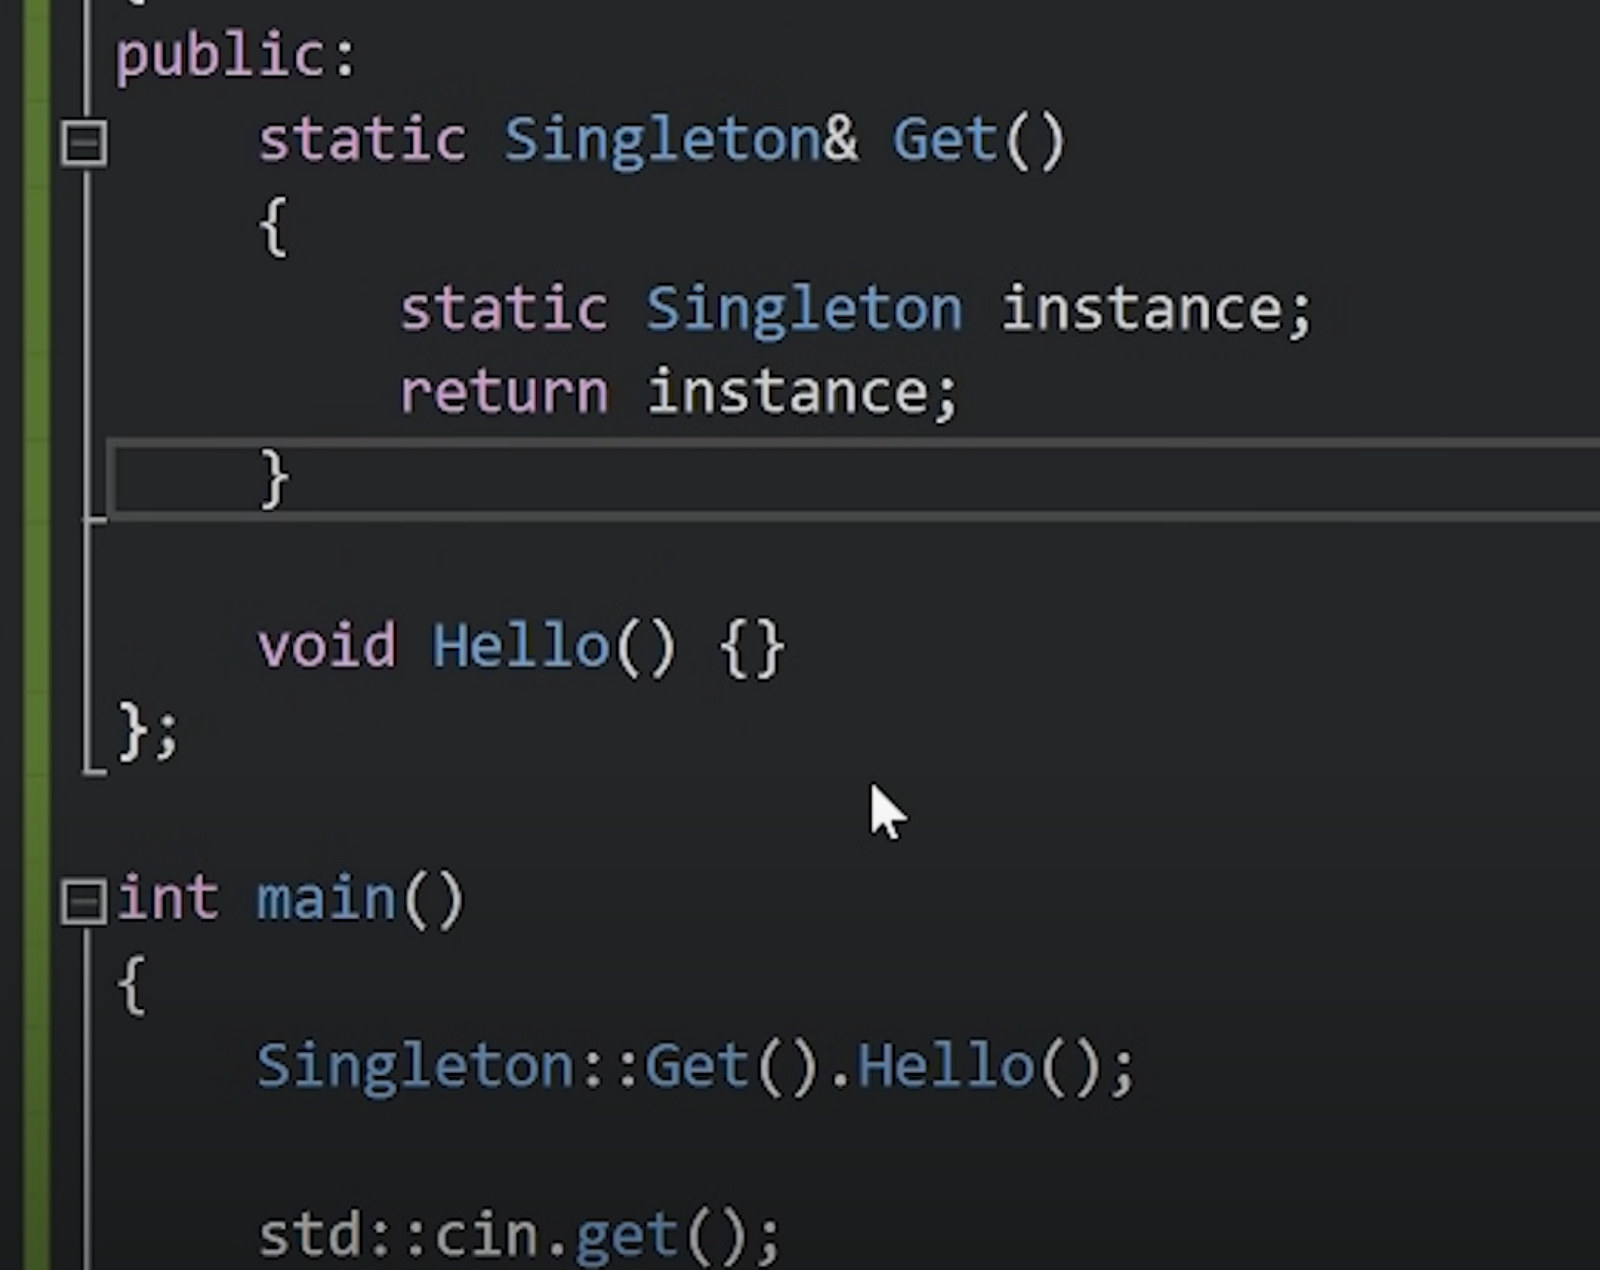 {
public:
    static Singleton& Get()
    {
        static Singleton instance;
        return instance;
    }

    void Hello() {}
};

int main()
{
    Singleton::Get().Hello();

    std::cin.get();